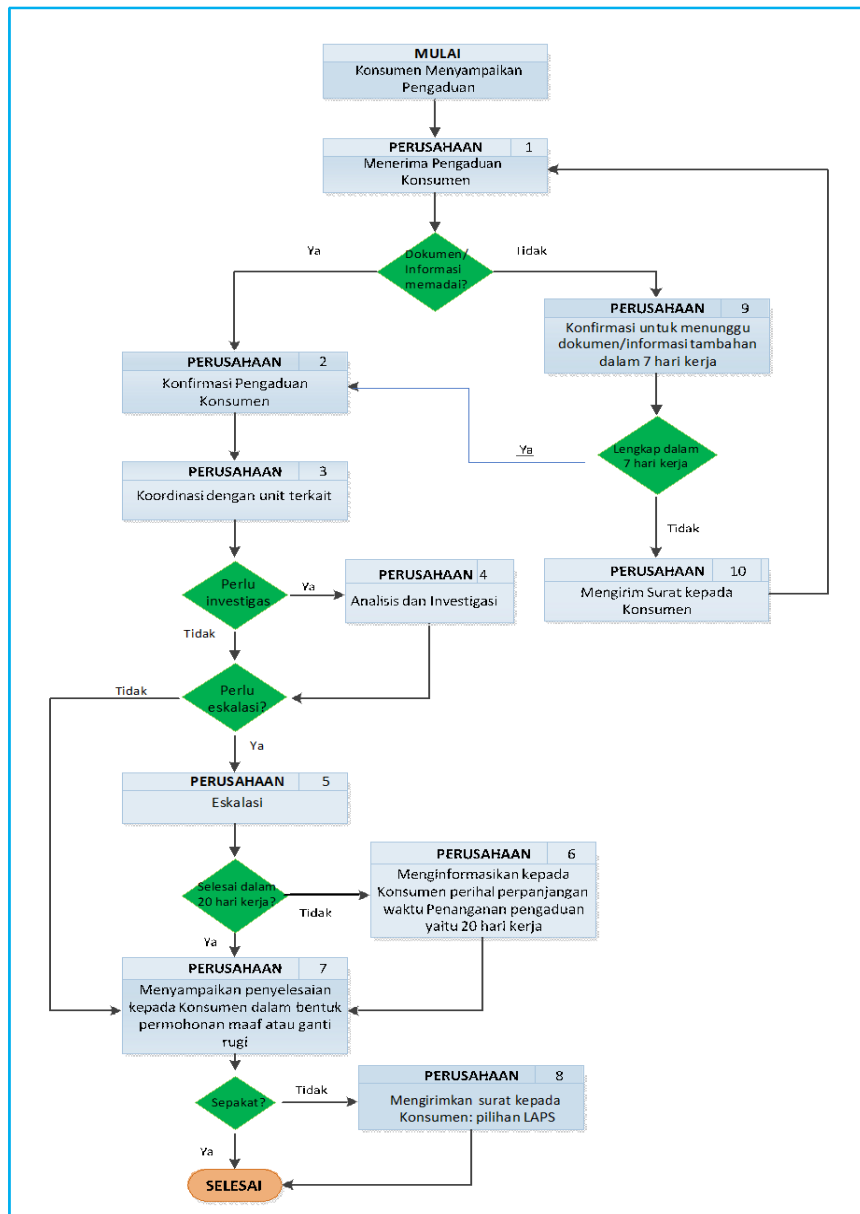 MULAI
Konsumen Menyampaikan
Pengaduan
PERUSAHAAN 1
Menerima Pengaduan
Konsumen
Ya
Dokumen/
Informasi
memadai?
Tidak
PERUSAHAAN 9
Konfirmasi untuk menunggu
dokumen/informasi tambahan
dalam 7 hari kerja
PERUSAHAAN 2
Konfirmasi Pengaduan
Konsumen
Ya
Lengkap dalam
7 hari kerja
PERUSAHAAN 3
Koordinasi dengan unit terkait
Tidak
Perlu
investigas
Ya
PERUSAHAAN 4
Analisis dan Investigasi
PERUSAHAAN 10
Mengirim Surat kepada
Konsumen
Tidak
Tidak
Perlu
eskalasi?
Ya
PERUSAHAAN 5
Eskalasi
Selesai dalam
20 hari kerja?
Tidak
PERUSAHAAN 6
Menginformasikan kepada
Konsumen perihal perpanjangan
waktu Penanganan pengaduan
yaitu 20 hari kerja
Ya
PERUSAHAAN 7
Menyampaikan penyelesaian
kepada Konsumen dalam bentuk
permohonan maaf atau ganti
rugi
Sepakat?
Tidak
PERUSAHAAN 8
Mengirimkan surat kepada
Konsumen: pilihan LAPS
Ya
SELESAI